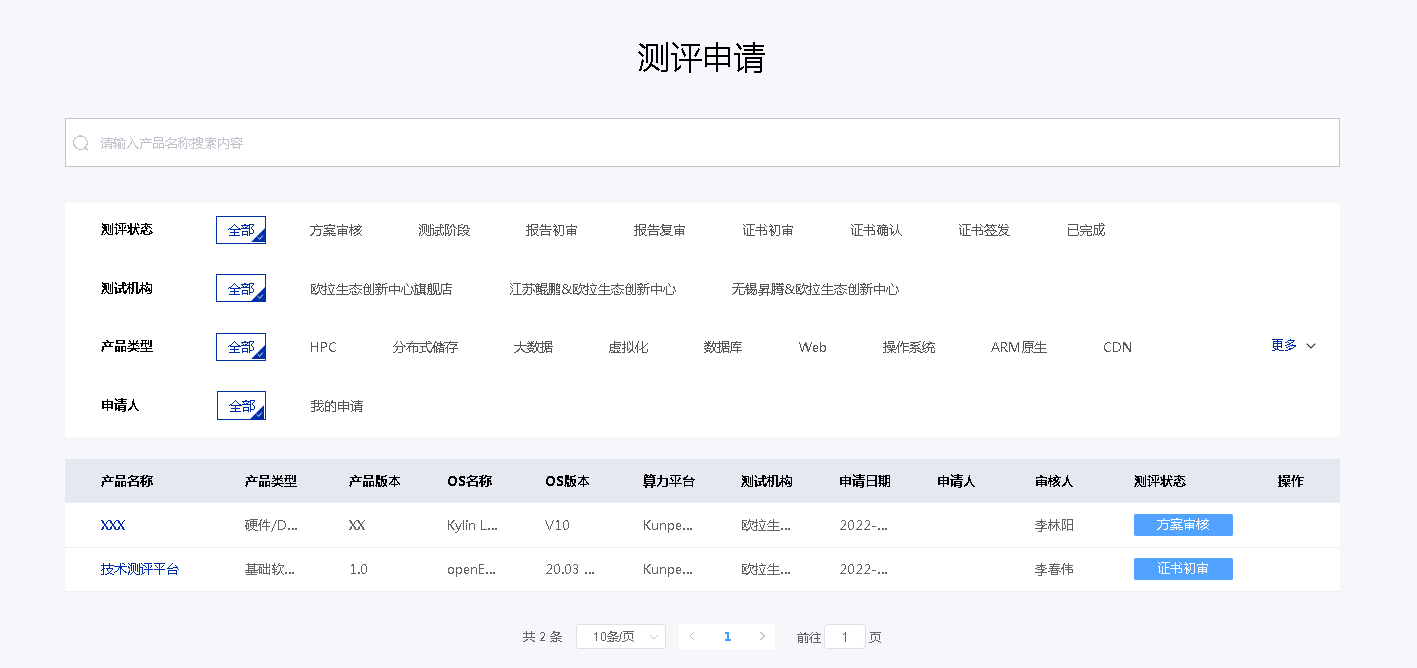 测评申请
请输入产品名称搜索内容
测评状态 全部 方案审核 测试阶段 报告初审 报告复审 证书初审 证书确认 证书签发 已完成
测试机构 全部 欧拉生态创新中心旗舰店 江苏鲲鹏&欧拉生态创新中心 无锡昇腾&欧拉生态创新中心
产品类型 全部 HPC 分布式储存 大数据 虚拟化 数据库 Web 操作系统 ARM原生 CDN 更多
申请人 全部 我的申请
产品名称 产品类型 产品版本 OS名称 OS版本 算力平台 测试机构 申请日期 申请人 审核人 测评状态 操作
XXX 硬件/D... XX Kylin L... V10 Kunpe... 欧拉生... 2022-... 李林阳 方案审核
技术测评平台 基础软... 1.0 openE... 20.03 ... Kunpe... 欧拉生... 2022-... 李春伟 证书初审
共 2 条 10条/页 1 前往 1 页